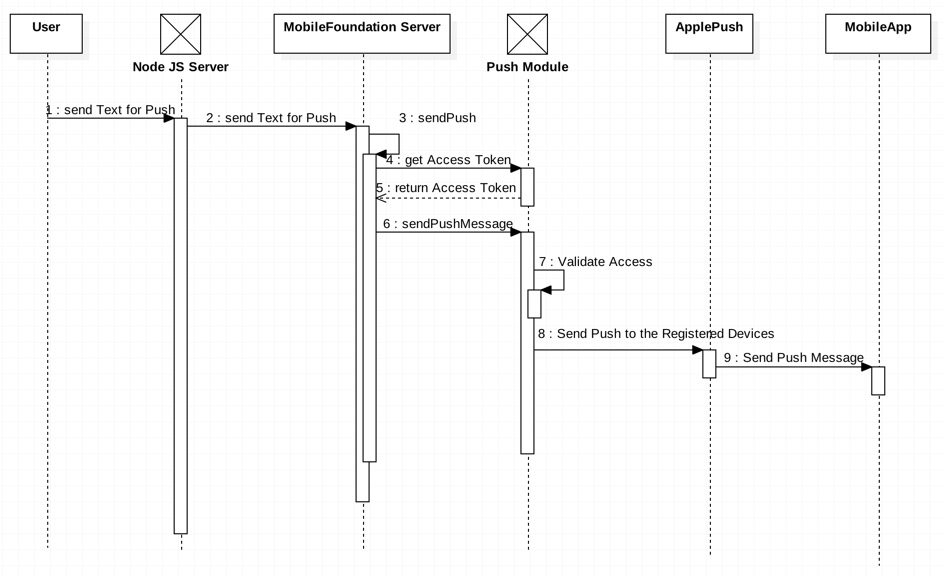 User
Node JS Server
MobileFoundation Server
Push Module
ApplePush
MobileApp
1 : send Text for Push
2 : send Text for Push
3 : sendPush
4 : get Access Token
5 : return Access Token
6 : sendPushMessage
7 : Validate Access
8 : Send Push to the Registered Devices
9 : Send Push Message